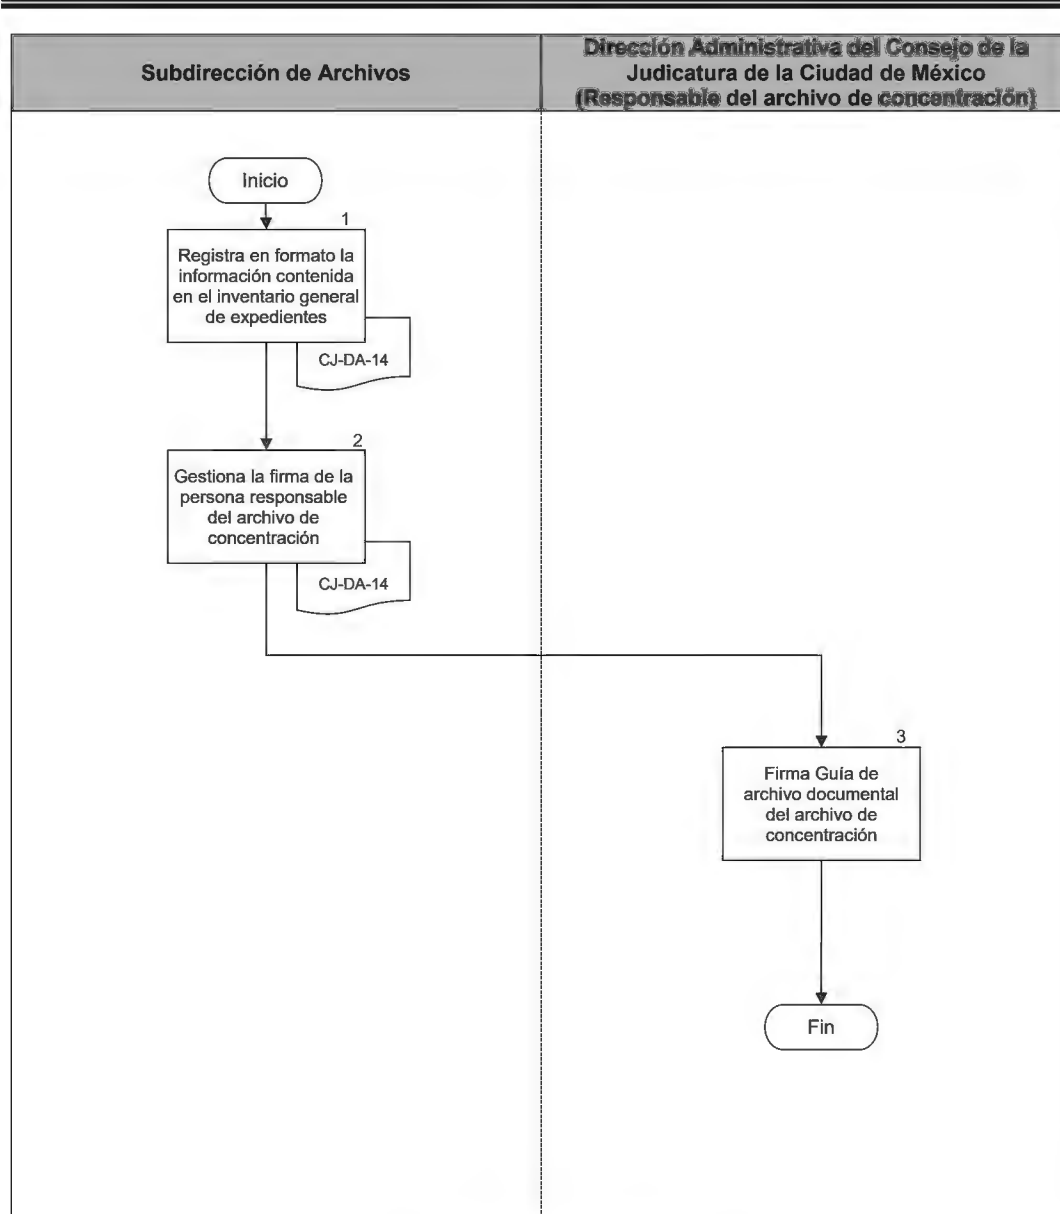 Subdirección de Archivos
Dirección Administrativa del Consejo de la
Judicatura de la Ciudad de México
(Responsable del archivo de concentración)
Inicio
1
Registra en formato la
información contenida
en el inventario general
de expedientes
CJ-DA-14
2
Gestiona la firma de la
persona responsable
del archivo de
concentración
CJ-DA-14
3
Firma Guía de
archivo documental
del archivo de
concentración
Fin